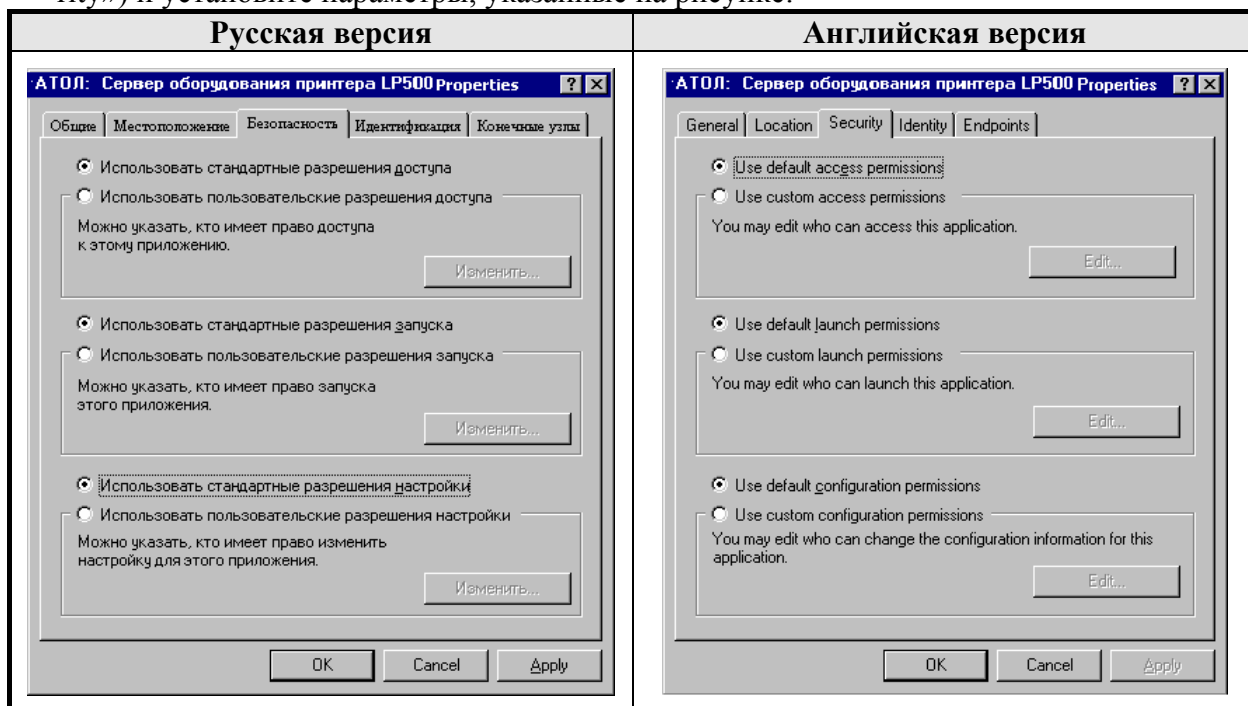 rity») и установите параметры, указанные на рисунке:
Русская версия
Английская версия
АТОЛ: Сервер оборудования принтера LP500 Properties
Общие Местоположение Безопасность Идентификация Конечные узлы
Использовать стандартные разрешения доступа
Использовать пользовательские разрешения доступа
Можно указать, кто имеет право доступа
к этому приложению.
Изменить...
Использовать стандартные разрешения запуска
Использовать пользовательские разрешения запуска
Можно указать, кто имеет право запуска
этого приложения.
Изменить...
Использовать стандартные разрешения настройки
Использовать пользовательские разрешения настройки
Можно указать, кто имеет право изменить
настройку для этого приложения.
Изменить...
OK Cancel Apply
АТОЛ: Сервер оборудования принтера LP500 Properties
General Location Security Identity Endpoints
Use default access permissions
Use custom access permissions
You may edit who can access this application.
Edit...
Use default launch permissions
Use custom launch permissions
You may edit who can launch this application.
Edit...
Use default configuration permissions
Use custom configuration permissions
You may edit who can change the configuration information for this
application.
Edit...
OK Cancel Apply